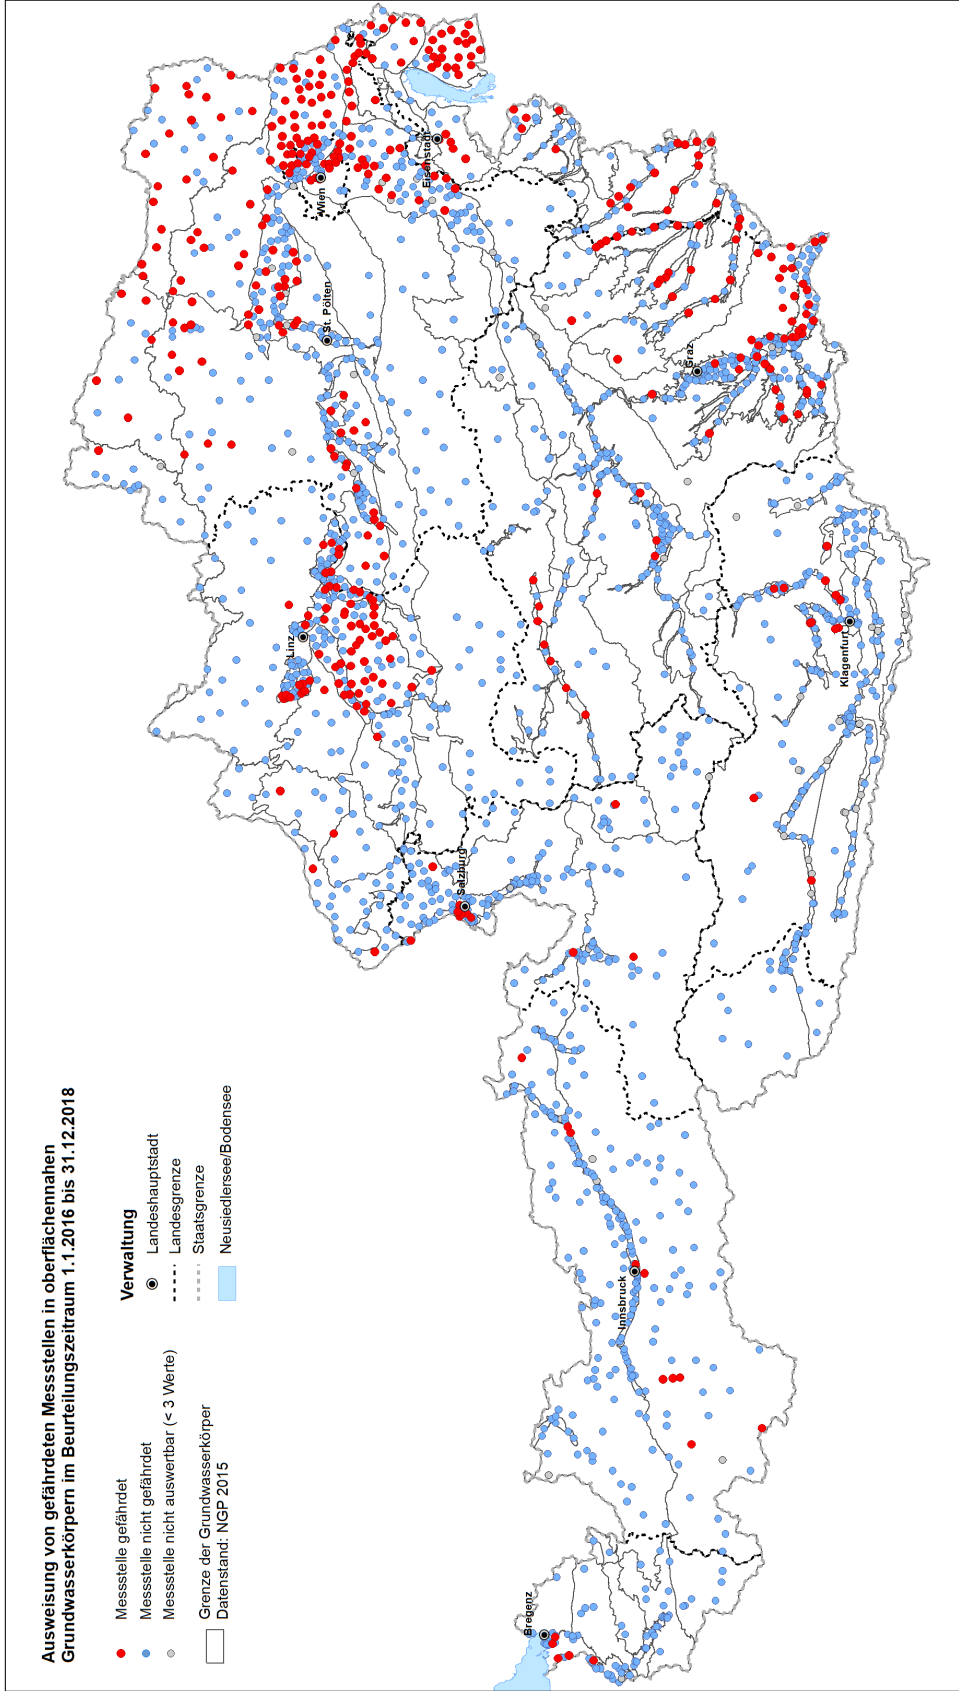 Ausweisung von gefährdeten Messstellen in oberflächennahen
Grundwasserkörpern im Beurteilungszeitraum 1.1.2016 bis 31.12.2018
Messstelle gefährdet
Messstelle nicht gefährdet
Messstelle nicht auswertbar (< 3 Werte)
Grenze der Grundwasserkörper
Datenstand: NGP 2015
Verwaltung
Landeshauptstadt
Landesgrenze
Staatsgrenze
Neusiedlersee/Bodensee
Bregenz
Innsbruck
Salzburg
Linz
St. Pölten
Wien
Eisenstadt
Graz
Klagenfurt